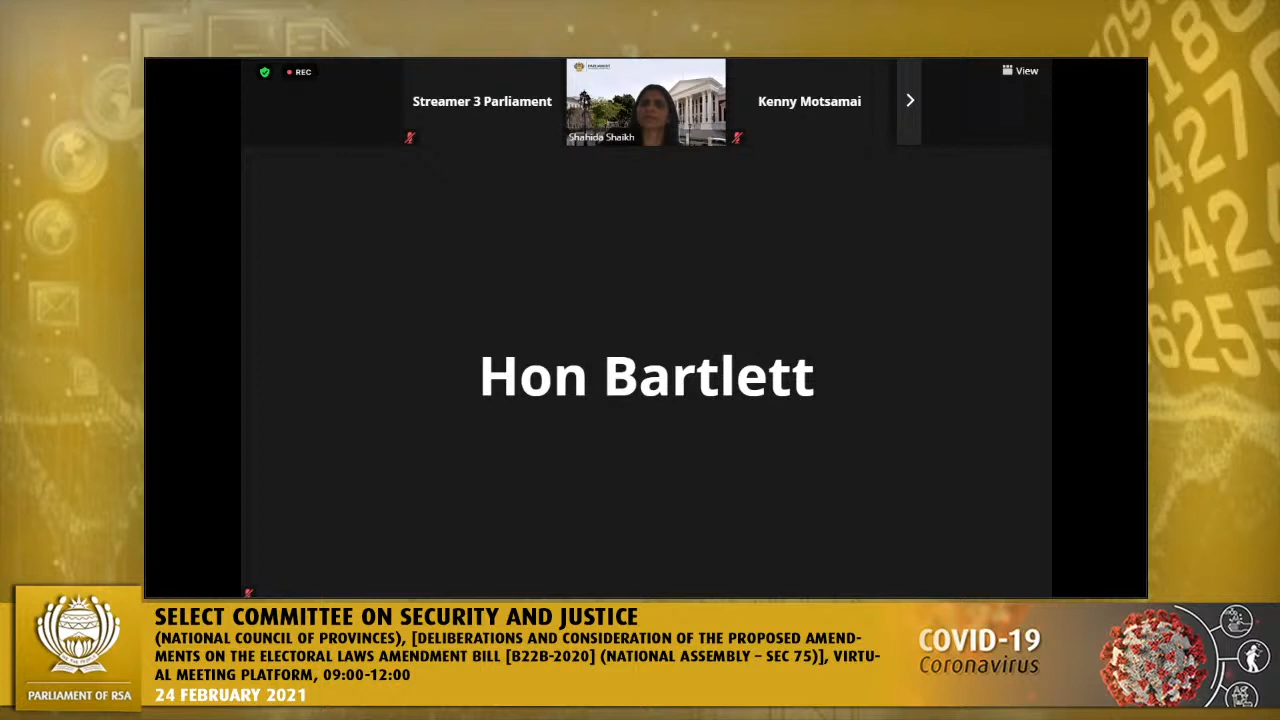 REC
View
Streamer 3 Parliament
PARLIAMENT
Shahida Shaikh
Kenny Motsamai
Hon Bartlett
SELECT COMMITTEE ON SECURITY AND JUSTICE
(NATIONAL COUNCIL OF PROVINCES), [DELIBERATIONS AND CONSIDERATION OF THE PROPOSED AMEND-
MENTS ON THE ELECTORAL LAWS AMENDMENT BILL [B22B-2020] (NATIONAL ASSEMBLY – SEC 75)], VIRTU-
AL MEETING PLATFORM, 09:00-12:00
24 FEBRUARY 2021
PARLIAMENT OF RSA
COVID-19
Coronavirus